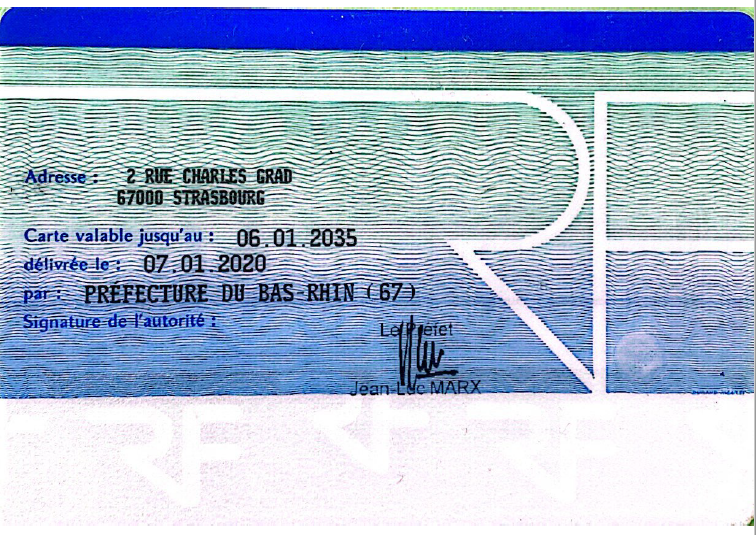 Adresse : 2 RUE CHARLES GRAD
67000 STRASBOURG
Carte valable jusqu'au : 06.01.2035
délivrée le : 07.01.2020
par : PRÉFECTURE DU BAS-RHIN (67)
Signature de l'autorité :
Le Préfet
Jean-Luc MARX
RF